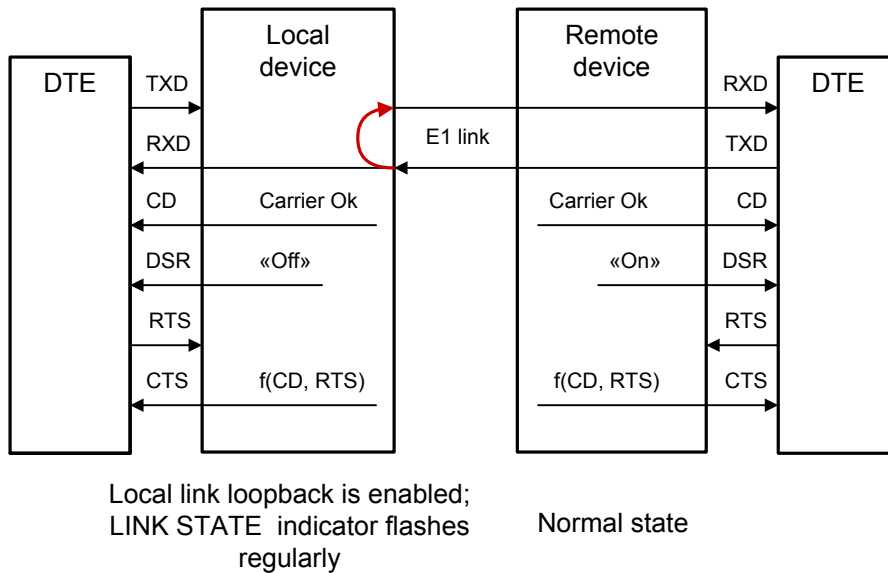 Local
device
Remote
device
DTE
TXD
RXD
DTE
RXD
E1 link
TXD
CD
Carrier Ok
Carrier Ok
CD
DSR
«Off»
«On»
DSR
RTS
RTS
CTS
f(CD, RTS)
f(CD, RTS)
CTS
Local link loopback is enabled;
LINK STATE indicator flashes
regularly
Normal state